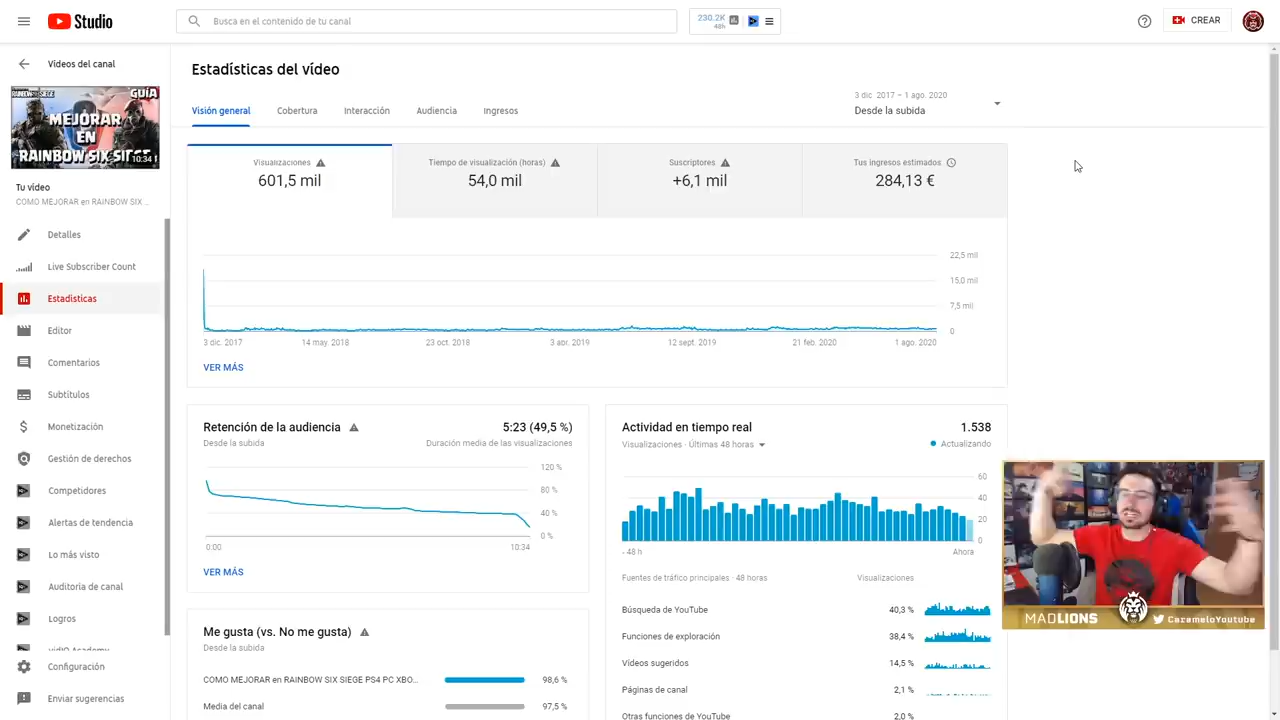 Studio
Busca en el contenido de tu canal
230.2K
48h
CREAR
Vídeos del canal
RAINBOW SIX SIEGE
GUÍA
MEJORAR
EN
RAINBOW SIX SIEGE
10:34
Tu vídeo
COMO MEJORAR en RAINBOW SIX ...
Detalles
Live Subscriber Count
Estadísticas
Editor
Comentarios
Subtítulos
Monetización
Gestión de derechos
Competidores
Alertas de tendencia
Lo más visto
Auditoría de canal
Logros
vidIQ Academy
Configuración
Enviar sugerencias
Estadísticas del vídeo
Visión general
Cobertura
Interacción
Audiencia
Ingresos
3 dic 2017 – 1 ago. 2020
Desde la subida
Visualizaciones
601,5 mil
Tiempo de visualización (horas)
54,0 mil
Suscriptores
+6,1 mil
Tus ingresos estimados
284,13 €
22,5 mil
15,0 mil
7,5 mil
0
3 dic. 2017
14 may. 2018
23 oct. 2018
3 abr. 2019
12 sept. 2019
21 feb. 2020
1 ago. 2020
VER MÁS
Retención de la audiencia
5:23 (49,5 %)
Desde la subida
Duración media de las visualizaciones
120 %
80 %
40 %
0 %
0:00
10:34
VER MÁS
Me gusta (vs. No me gusta)
Desde la subida
COMO MEJORAR en RAINBOW SIX SIEGE PS4 PC XBO...
98,6 %
Media del canal
97,5 %
Actividad en tiempo real
1.538
Visualizaciones · Últimas 48 horas
Actualizando
60
40
20
0
- 48 h
Ahora
Fuentes de tráfico principales · 48 horas
Visualizaciones
Búsqueda de YouTube
40,3 %
Funciones de exploración
38,4 %
Vídeos sugeridos
14,5 %
Páginas de canal
2,1 %
Otras funciones de YouTube
2,0 %
MADLIONS
CarameloYoutube